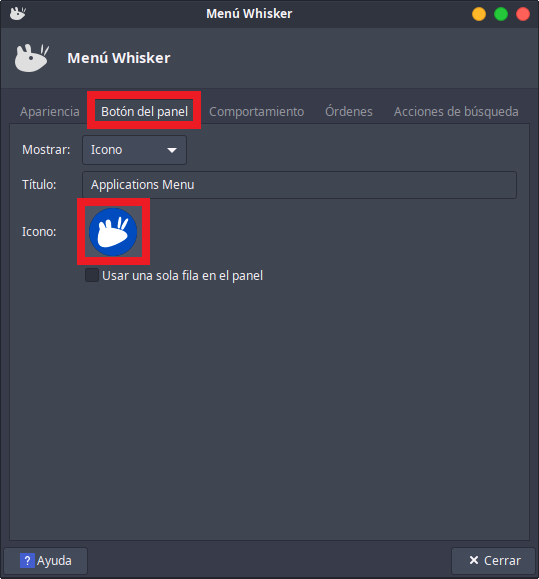 Menú Whisker
Menú Whisker
Apariencia Botón del panel Comportamiento Órdenes Acciones de búsqueda
Mostrar: Icono
Título: Applications Menu
Icono:
Usar una sola fila en el panel
? Ayuda × Cerrar